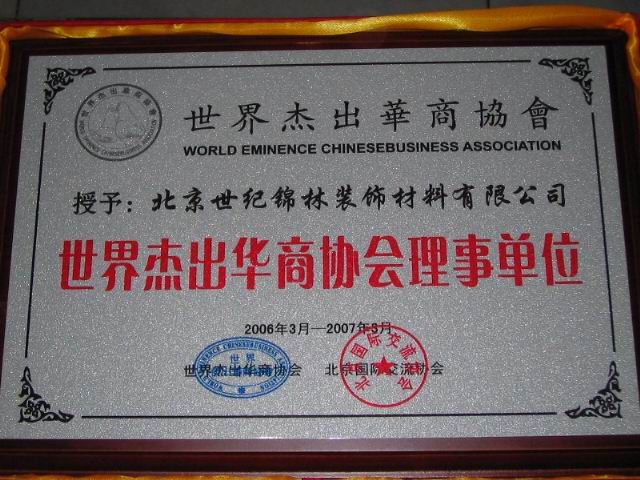 世界杰出華商協會
WORLD EMINENCE CHINESEBUSINESS ASSOCIATION
授予：北京世纪锦林装饰材料有限公司
世界杰出华商协会理事单位
2006年3月—2007年3月
世界杰出华商协会 北京国际交流协会